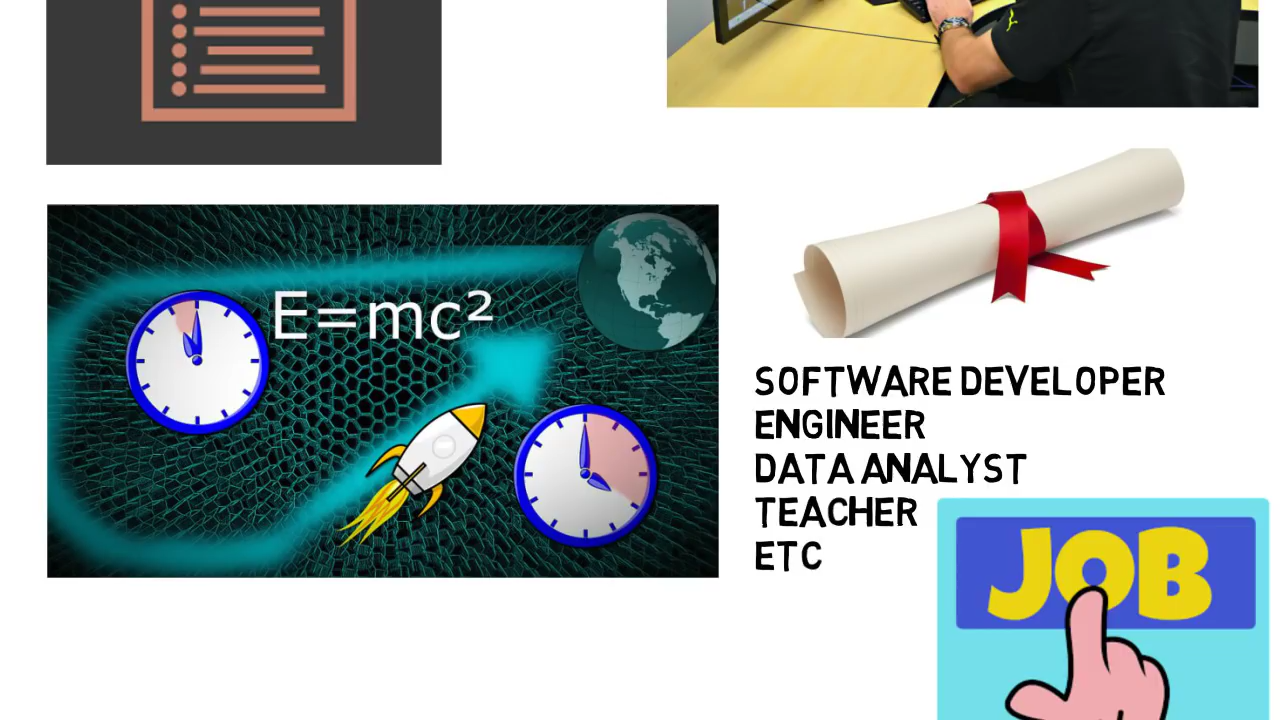 E=mc²
SOFTWARE DEVELOPER
ENGINEER
DATA ANALYST
TEACHER
ETC
JOB